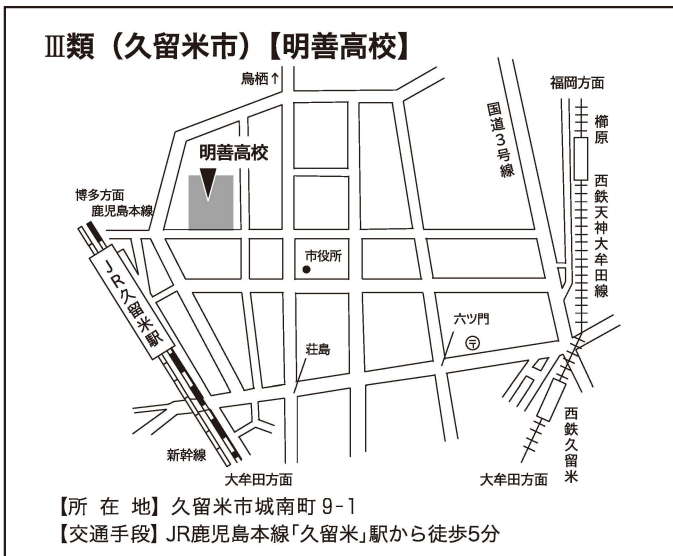 Ⅲ類（久留米市）【明善高校】
鳥栖↑
福岡方面
国道3号線
櫛原
明善高校
博多方面
鹿児島本線
西鉄天神大牟田線
市役所
JR久留米駅
六ツ門
〒
荘島
西鉄久留米
新幹線
大牟田方面
大牟田方面
【所 在 地】久留米市城南町9-1
【交通手段】JR鹿児島本線「久留米」駅から徒歩5分